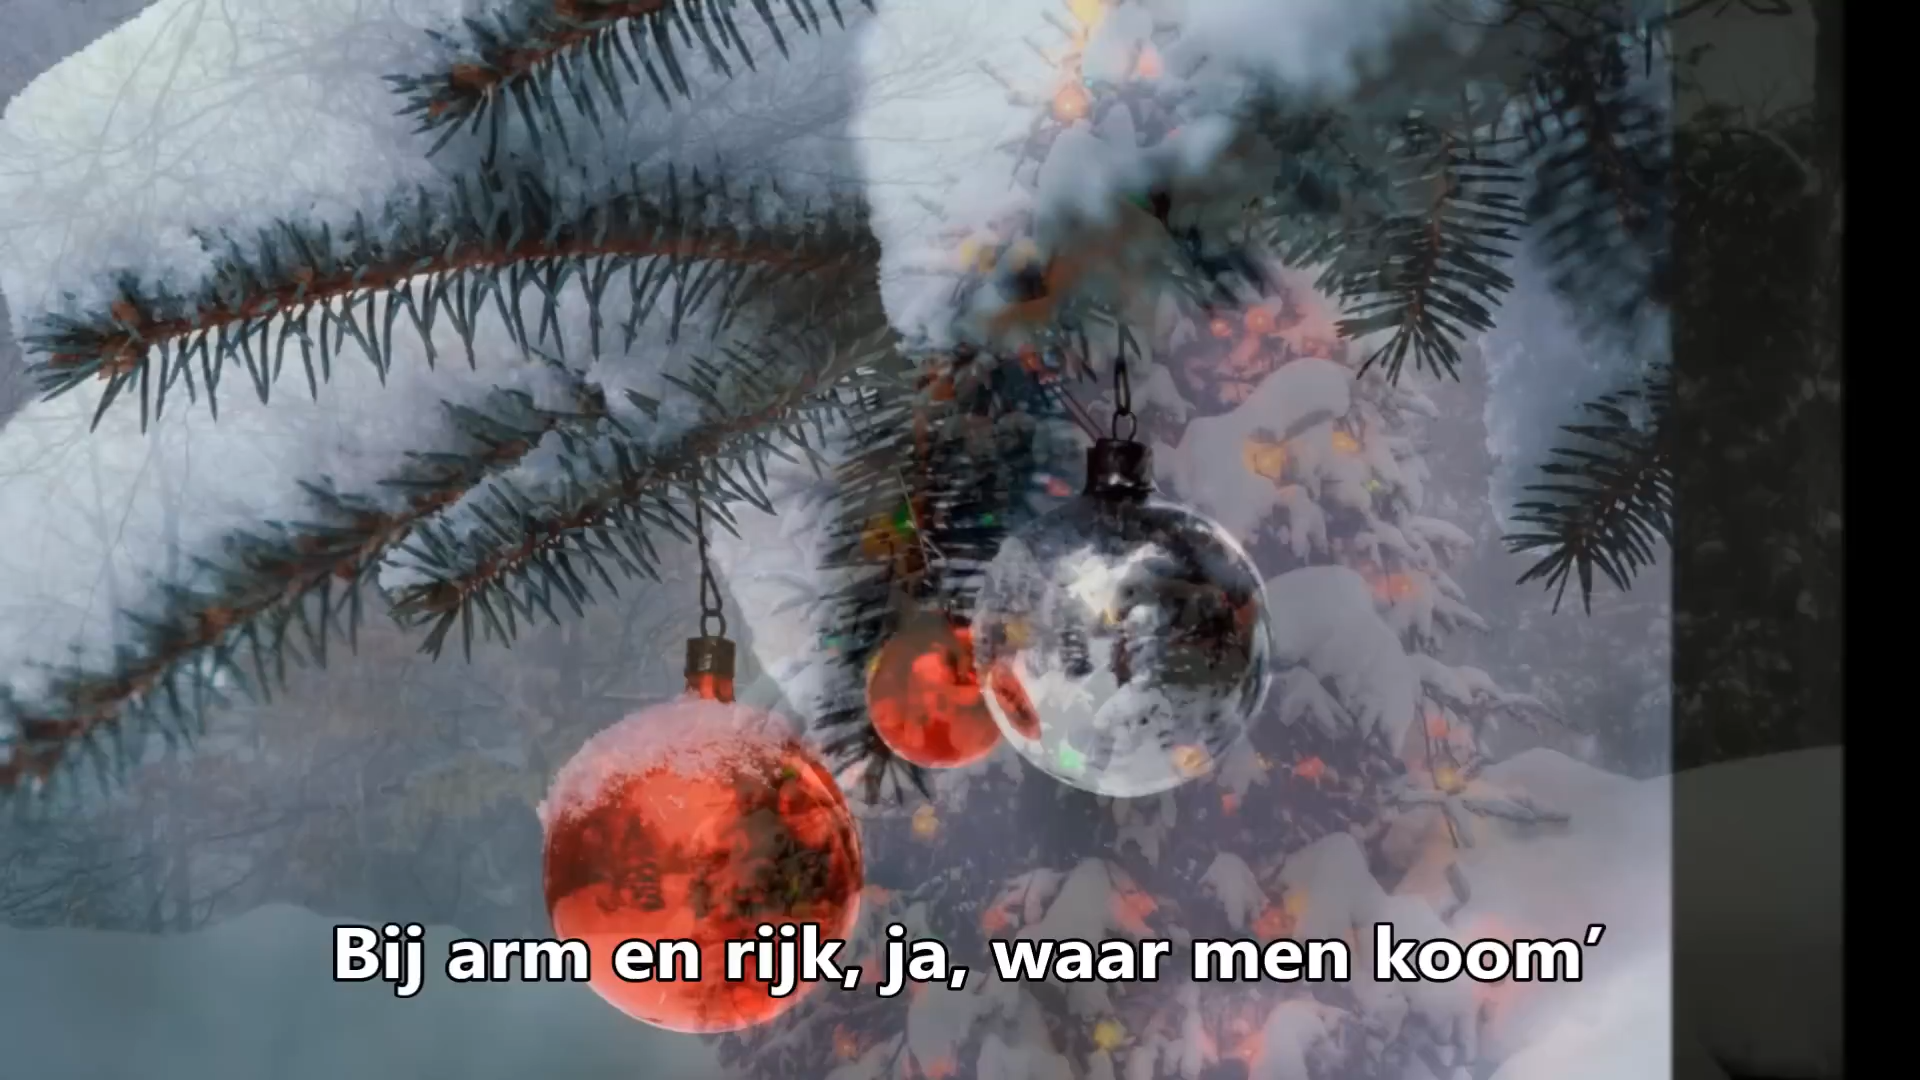 Bij arm en rijk, ja, waar men koom’